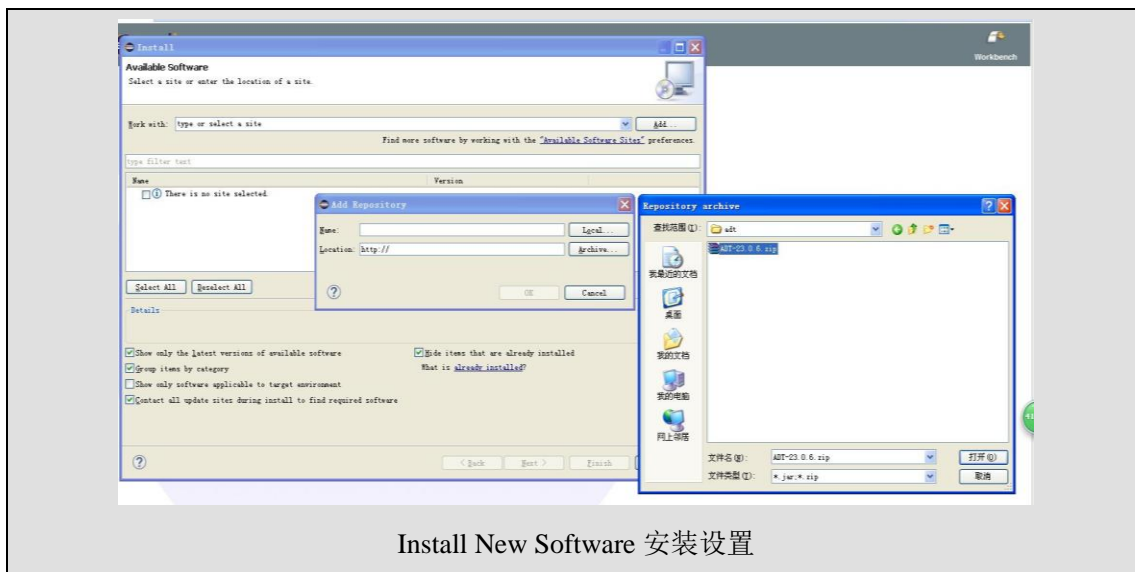 Install
Workbench
Available Software
Select a site or enter the location of a site.
Work with: type or select a site Add...
Find more software by working with the "Available Software Sites" preferences.
type filter text
Name Version
There is no site selected.
Add Repository
Name: Local...
Location: http:// Archive...
OK Cancel
Repository archive
查找范围(I): adt
ADT-23.0.6.zip
我最近的文档
桌面
我的文档
我的电脑
网上邻居
文件名(N): ADT-23.0.6.zip 打开(O)
文件类型(T): *.jar;*.zip 取消
Select All Deselect All
Details
Show only the latest versions of available software Hide items that are already installed
Group items by category What is already installed?
Show only software applicable to target environment
Contact all update sites during install to find required software
< Back Next > Finish
Install New Software 安装设置